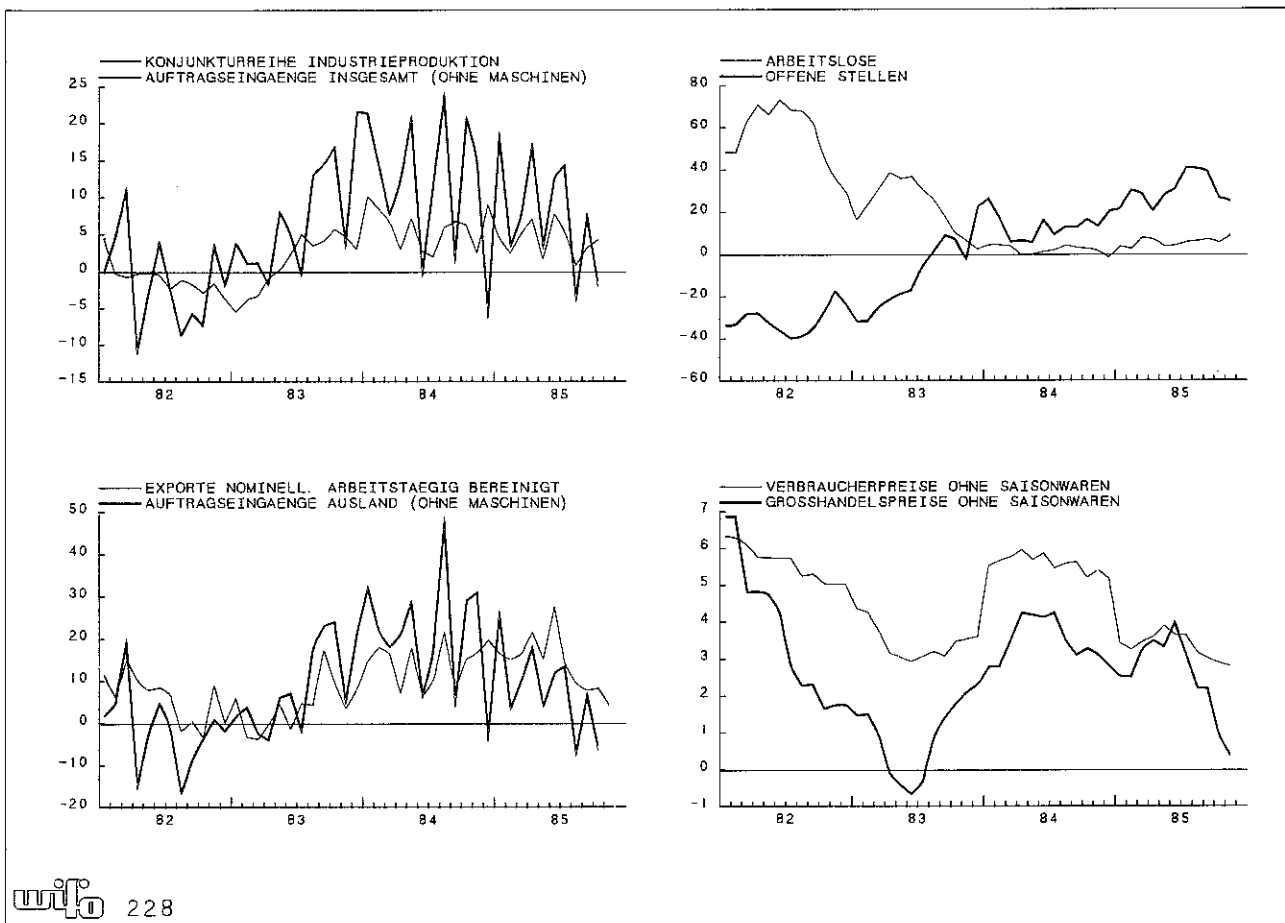 KONJUNKTURREIHE INDUSTRIEPRODUKTION
AUFTRAGSEINGAENGE INSGESAMT (OHNE MASCHINEN)
25
20
15
10
5
0
-5
-10
-15
82 83 84 85
ARBEITSLOSE
OFFENE STELLEN
80
60
40
20
0
-20
-40
-60
82 83 84 85
EXPORTE NOMINELL. ARBEITSTAEGIG BEREINIGT
AUFTRAGSEINGAENGE AUSLAND (OHNE MASCHINEN)
50
40
30
20
10
0
-10
-20
82 83 84 85
VERBRAUCHERPREISE OHNE SAISONWAREN
GROSSHANDELSPREISE OHNE SAISONWAREN
7
6
5
4
3
2
1
0
-1
82 83 84 85
wifo 228